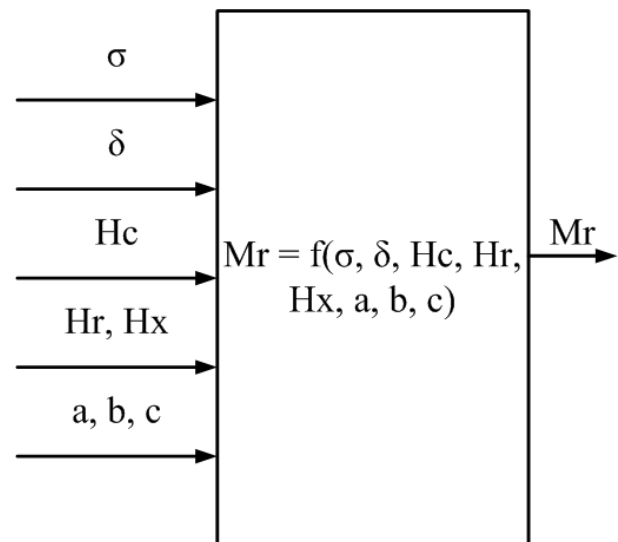 σ
δ
Hc
Hr, Hx
a, b, c
Mr = f(σ, δ, Hc, Hr,
Hx, a, b, c)
Mr